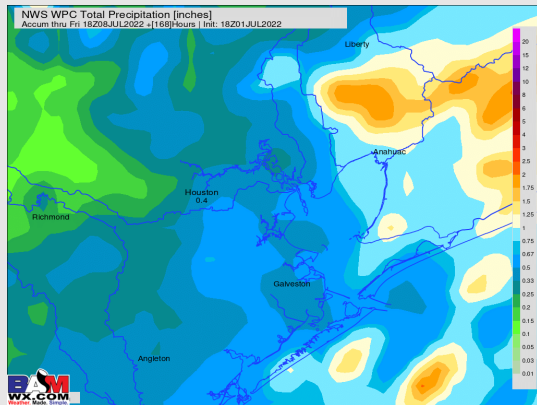 NWS WPC Total Precipitation [inches]
Accum thru Fri 18Z08JUL2022 +[168]Hours | Init: 18Z01JUL2022
Liberty
Anahuac
Houston
0.4
Richmond
Galveston
Angleton
20
15
12
10
8
6
5
4
3
2.5
2
1.75
1.5
1.25
1
0.75
0.67
0.5
0.33
0.25
0.2
0.15
0.1
0.05
0.03
0.01
BAM
WX.COM
Weather. Made. Simple.